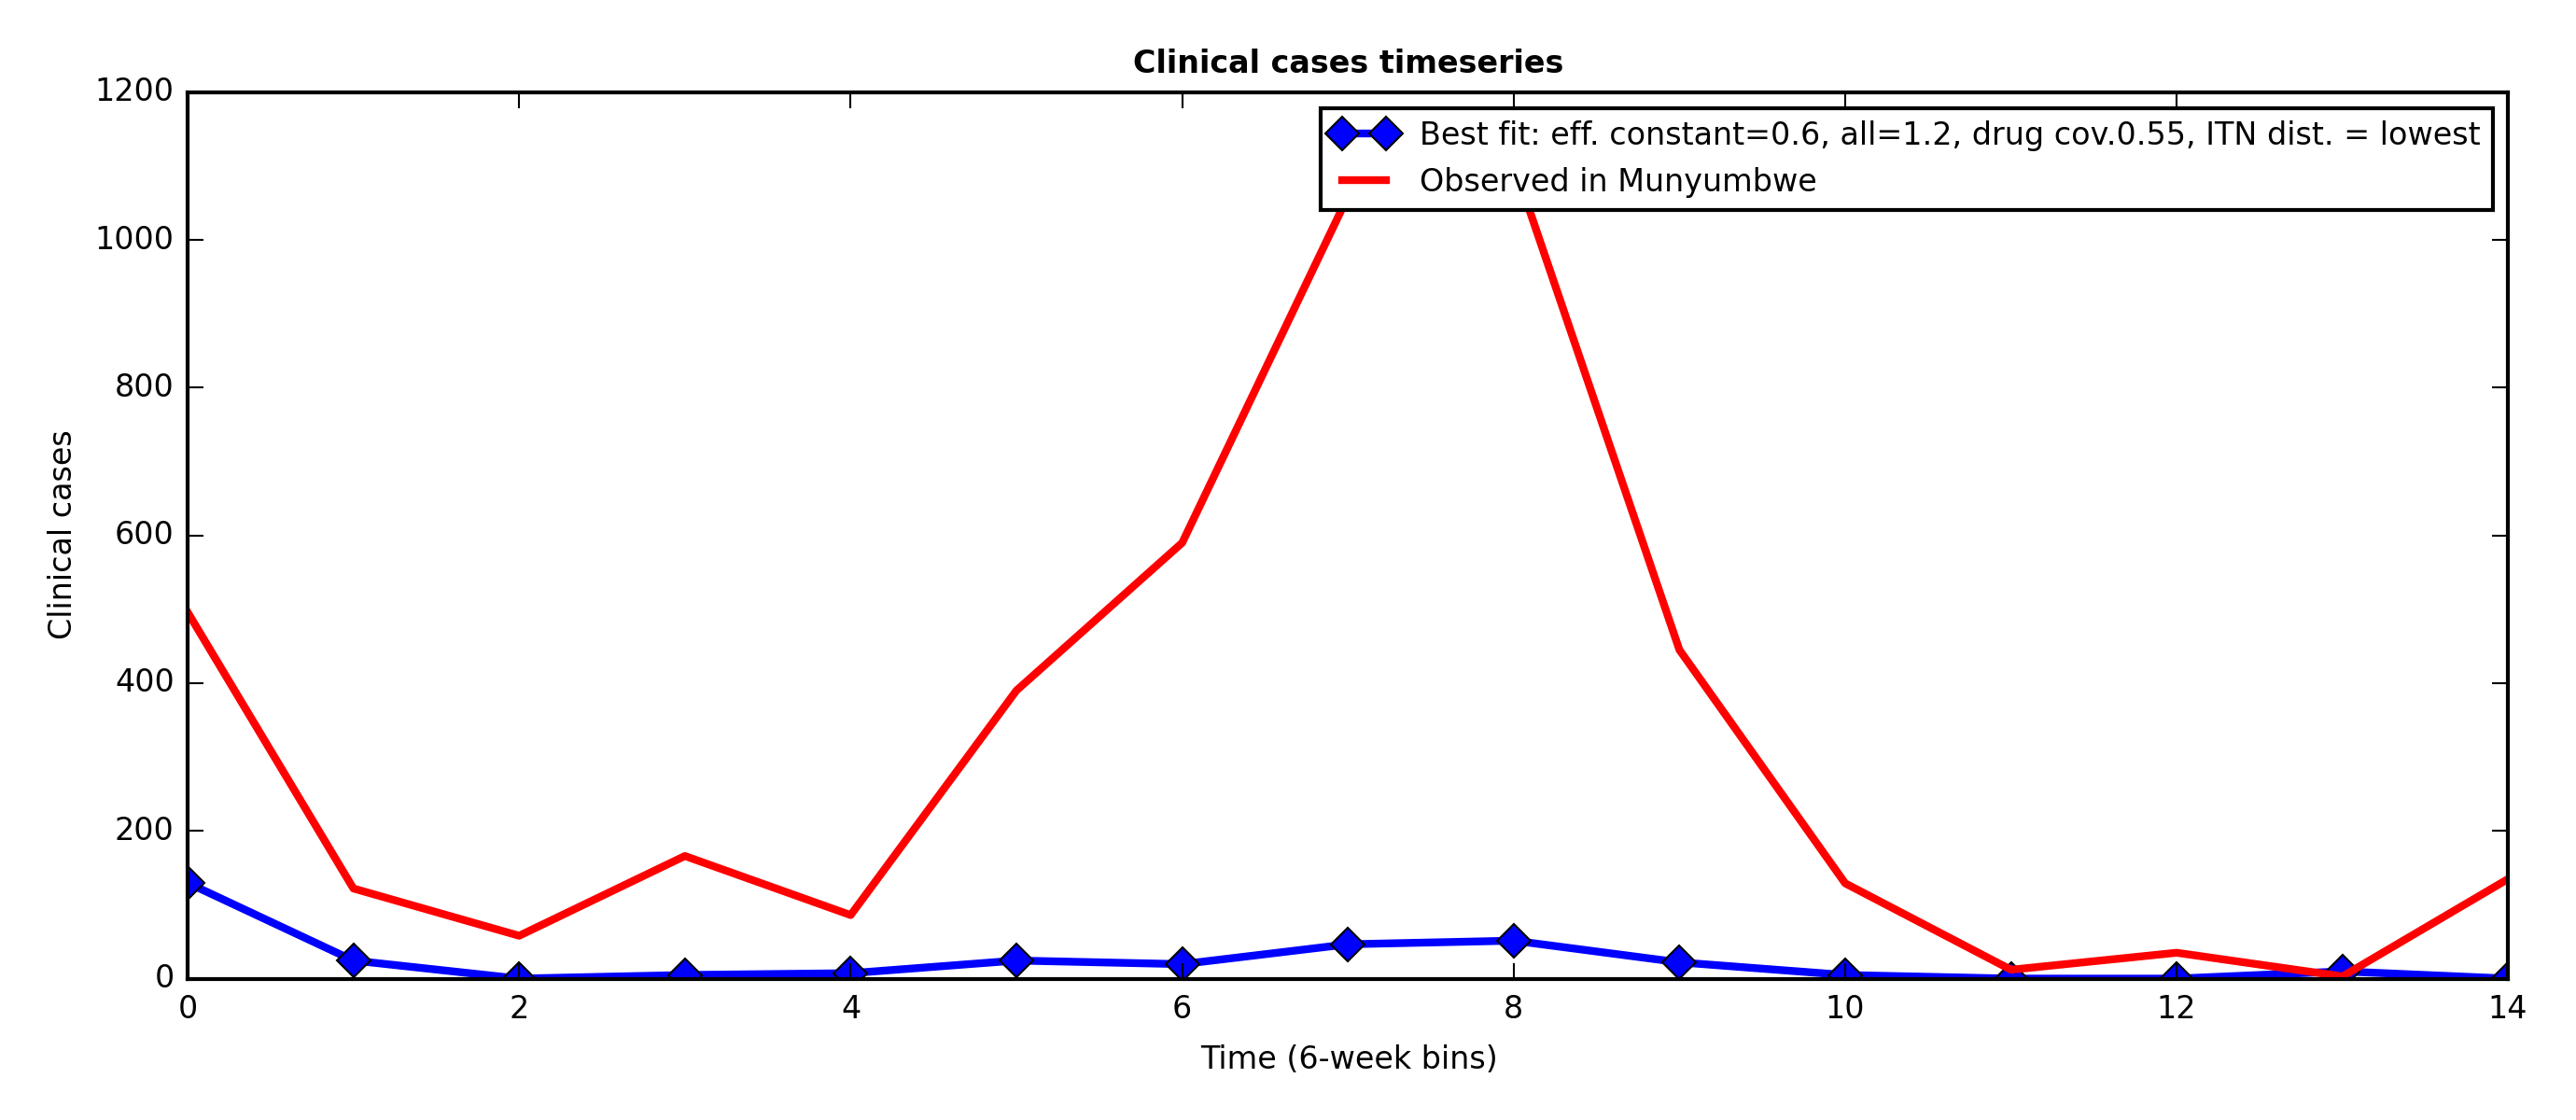 Clinical cases timeseries
1200
1000
800
600
400
200
0
Clinical cases
Best fit: eff. constant=0.6, all=1.2, drug cov.0.55, ITN dist. = lowest
Observed in Munyumbwe
0 2 4 6 8 10 12 14
Time (6-week bins)